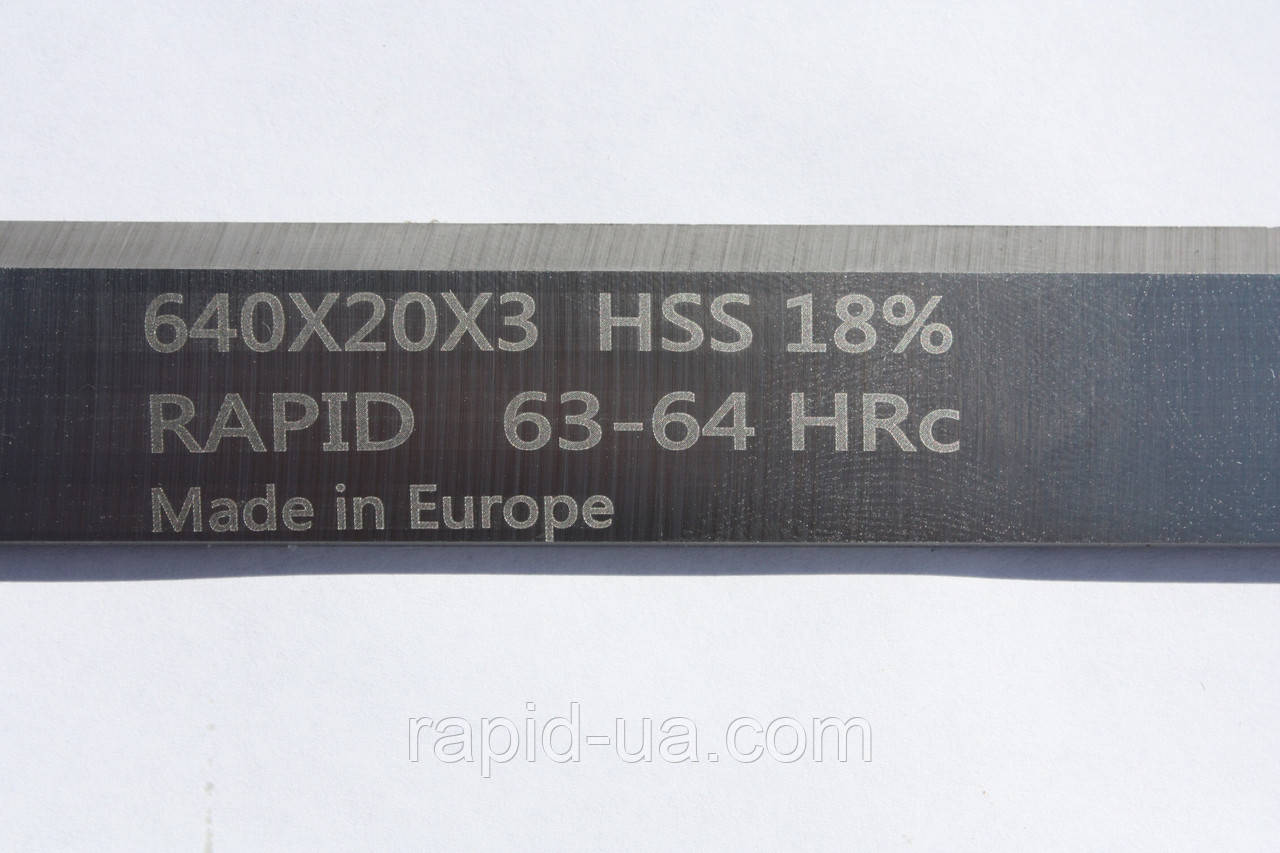 640X20X3 HSS 18%
RAPID 63-64 HRc
Made in Europe
rapid-ua.com